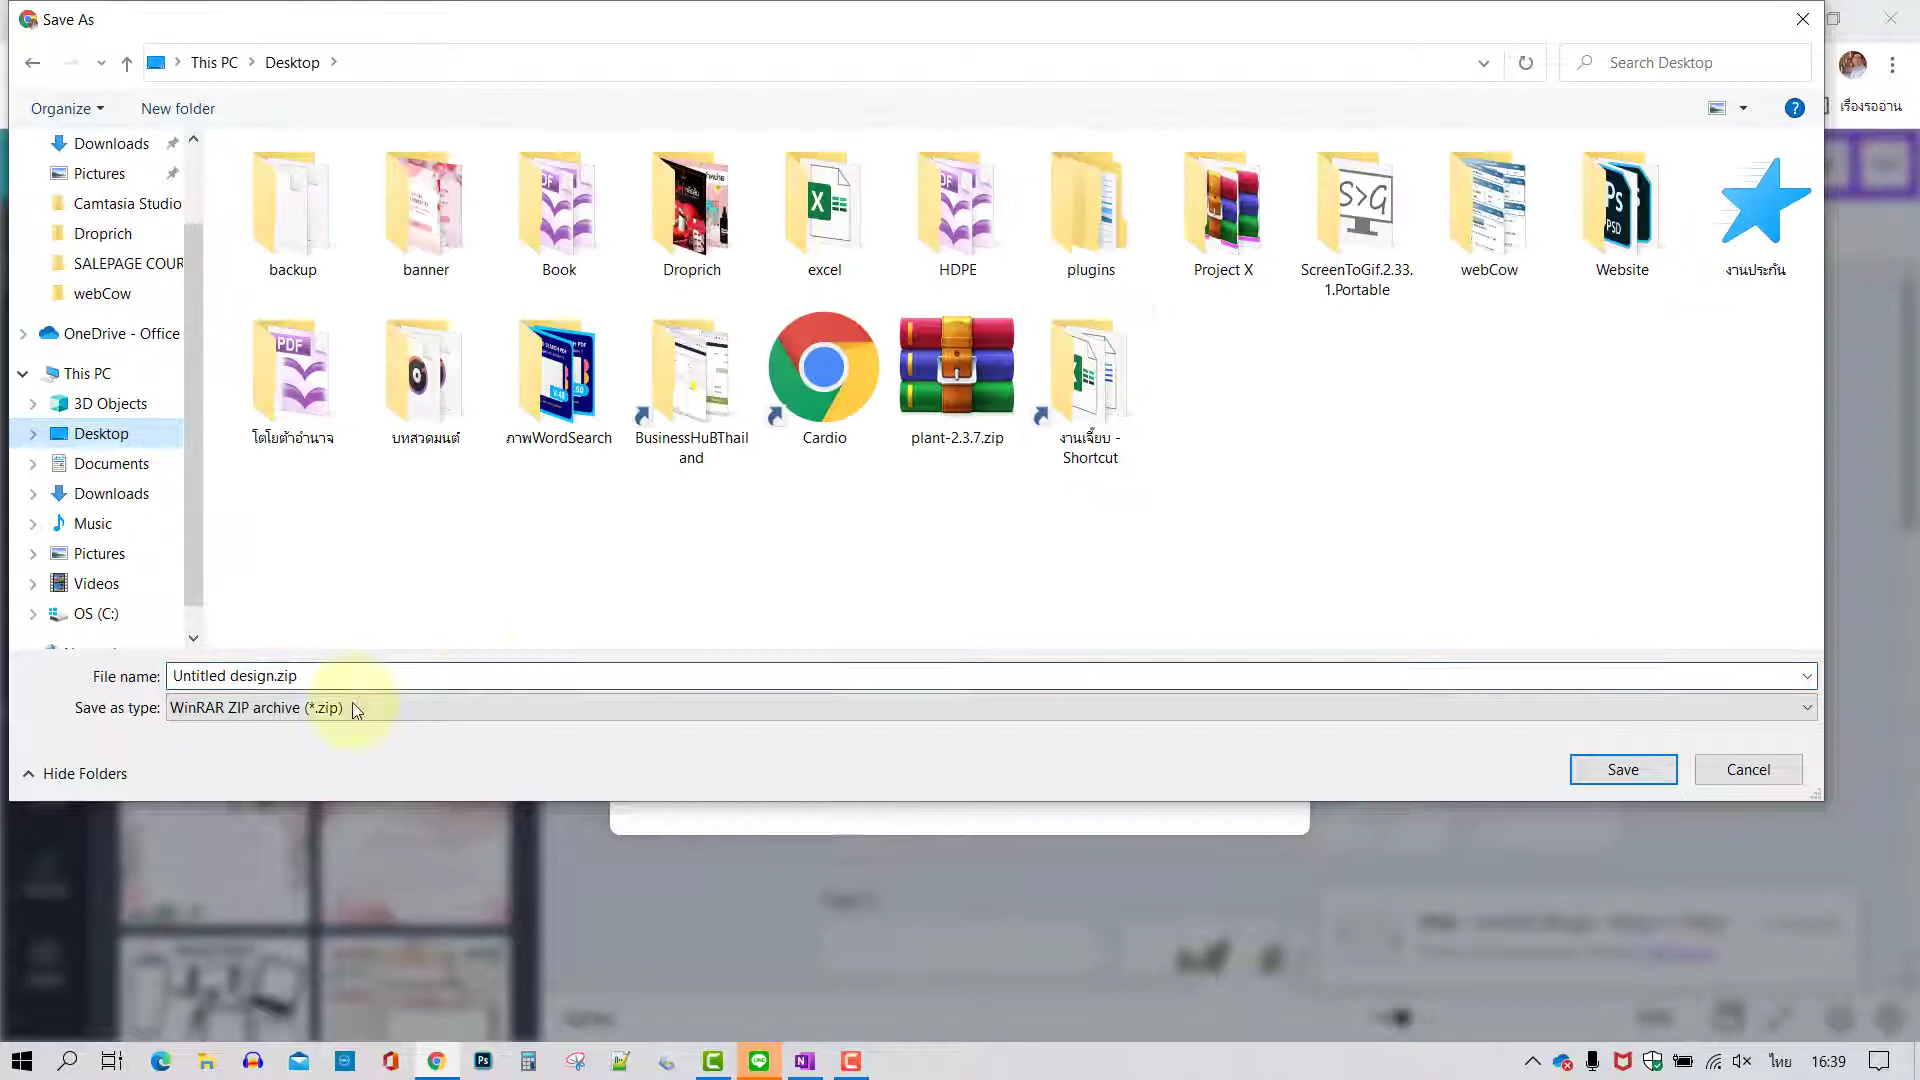 Save As
This PC
Desktop
Search Desktop
Organize
New folder
เรื่องรออ่าน
Downloads
Pictures
Camtasia Studio
Droprich
SALEPAGE COUR
webCow
OneDrive - Office
This PC
3D Objects
Desktop
Documents
Downloads
Music
Pictures
Videos
OS (C:)
backup
banner
Book
Droprich
excel
HDPE
plugins
Project X
ScreenToGif.2.33.
1.Portable
webCow
Website
งานประกัน
โตโยต้าอำนาจ
บทสวดมนต์
ภาพWordSearch
BusinessHuBThail
and
Cardio
plant-2.3.7.zip
งานเจี๊ยบ -
Shortcut
File name:
Untitled design.zip
Save as type:
WinRAR ZIP archive (*.zip)
Hide Folders
Save
Cancel
ไทย
16:39